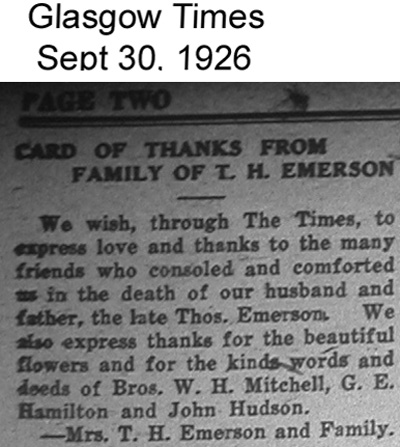 Glasgow Times
Sept 30, 1926
PAGE TWO
CARD OF THANKS FROM
FAMILY OF T. H. EMERSON
We wish, through The Times, to
express love and thanks to the many
friends who consoled and comforted
us in the death of our husband and
father, the late Thos. Emerson. We
also express thanks for the beautiful
flowers and for the kind words and
deeds of Bros. W. H. Mitchell, G. E.
Hamilton and John Hudson.
—Mrs. T. H. Emerson and Family.